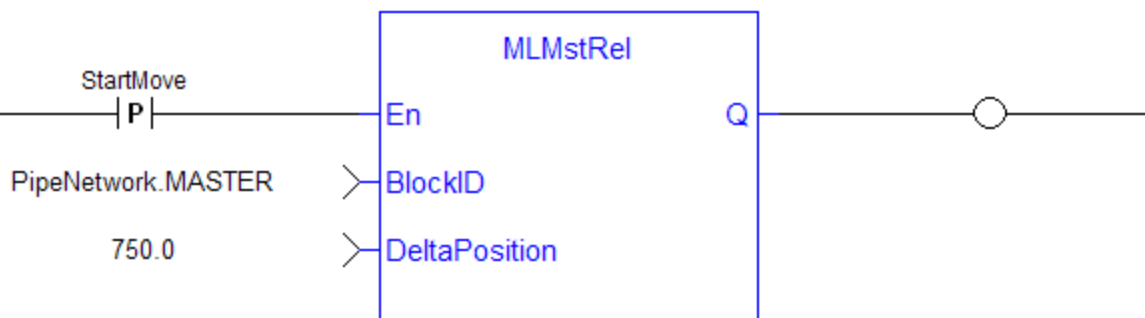 MLMstRel
StartMove
P
En
Q
PipeNetwork.MASTER
BlockID
750.0
DeltaPosition